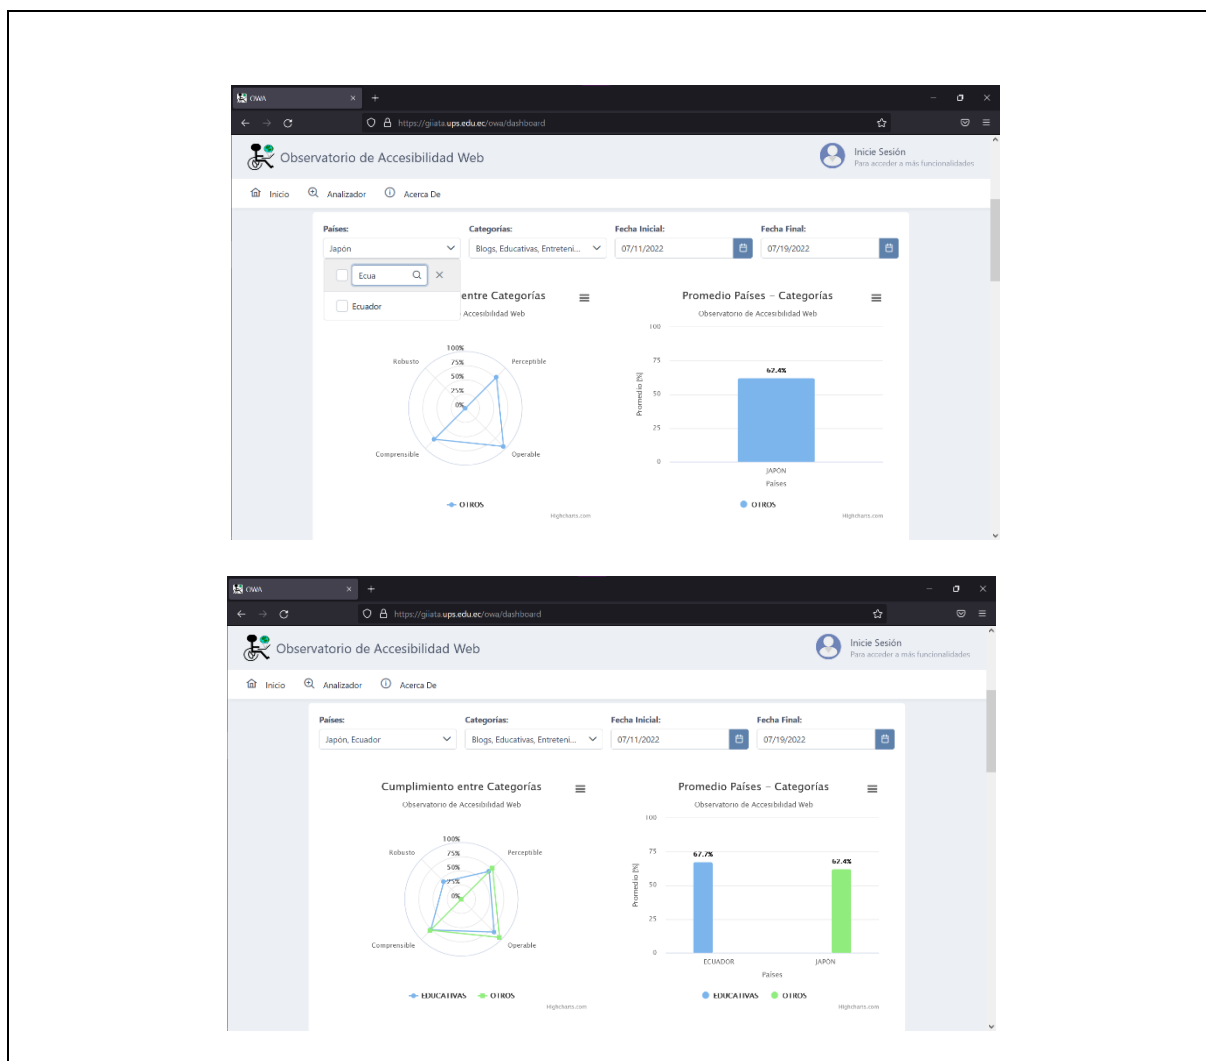 OWA
https://giiata.ups.edu.ec/owa/dashboard
Observatorio de Accesibilidad Web
Inicie Sesión
Para acceder a más funcionalidades
Inicio Analizador Acerca De
Países: Categorías: Fecha Inicial: Fecha Final:
Japón Blogs, Educativas, Entreteni... 07/11/2022 07/19/2022
Ecua
Ecuador
entre Categorías
Accesibilidad Web
100%
75%
50%
25%
0%
Robusto Perceptible
Comprensible Operable
OTROS
Highcharts.com
Promedio Países – Categorías
Observatorio de Accesibilidad Web
100
75
50
25
0
Promedio [%]
62.4%
JAPÓN
Países
OTROS
Highcharts.com
OWA
https://giiata.ups.edu.ec/owa/dashboard
Observatorio de Accesibilidad Web
Inicie Sesión
Para acceder a más funcionalidades
Inicio Analizador Acerca De
Países: Categorías: Fecha Inicial: Fecha Final:
Japón, Ecuador Blogs, Educativas, Entreteni... 07/11/2022 07/19/2022
Cumplimiento entre Categorías
Observatorio de Accesibilidad Web
100%
75%
50%
25%
0%
Robusto Perceptible
Comprensible Operable
EDUCATIVAS OTROS
Highcharts.com
Promedio Países – Categorías
Observatorio de Accesibilidad Web
100
75
50
25
0
Promedio [%]
67.7% 62.4%
ECUADOR JAPÓN
Países
EDUCATIVAS OTROS
Highcharts.com